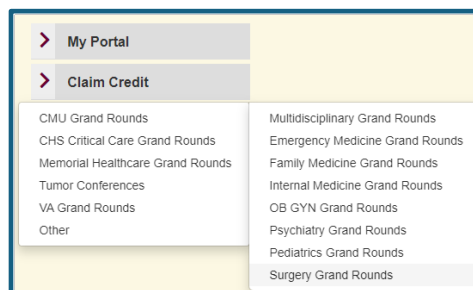 My Portal
Claim Credit
CMU Grand Rounds
CHS Critical Care Grand Rounds
Memorial Healthcare Grand Rounds
Tumor Conferences
VA Grand Rounds
Other
Multidisciplinary Grand Rounds
Emergency Medicine Grand Rounds
Family Medicine Grand Rounds
Internal Medicine Grand Rounds
OB GYN Grand Rounds
Psychiatry Grand Rounds
Pediatrics Grand Rounds
Surgery Grand Rounds